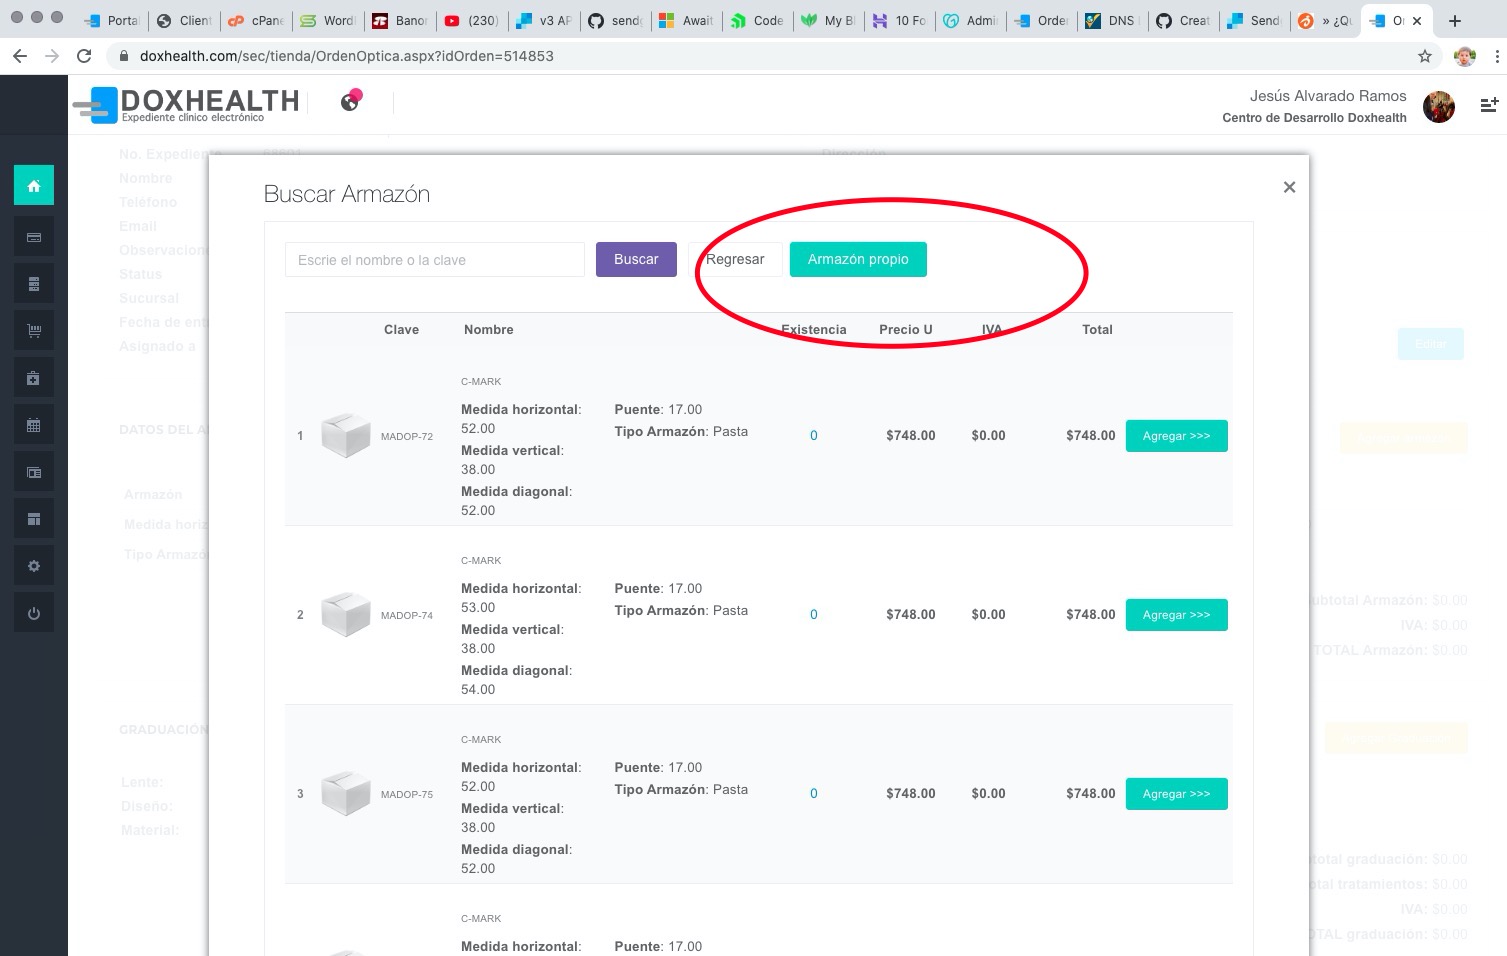 Porta
Client
cPane
Word
Banor
(230)
v3 AP
send
Await
Code
My B
10 Fo
Admi
Orde
DNS
Creat
Send
» ¿Qu
O
doxhealth.com/sec/tienda/OrdenOptica.aspx?idOrden=514853
DOXHEALTH
Expediente clínico electrónico
Jesús Alvarado Ramos
Centro de Desarrollo Doxhealth
No. Expediente
Dirección
Nombre
Teléfono
Email
Observacione
Status
Sucursal
Fecha de ent
Asignado a
Editar
DATOS DEL A
Armazón
Medida horiz
Tipo Armazó
ubtotal Armazón: $0.00
IVA: $0.00
TOTAL Armazón: $0.00
GRADUACIÓN
Lente:
Diseño:
Material:
total graduación: $0.00
tal tratamientos: $0.00
IVA: $0.00
TAL graduación: $0.00
Buscar Armazón
×
Escrie el nombre o la clave
Buscar
Regresar
Armazón propio
Clave Nombre Existencia Precio U IVA Total
C-MARK
1 MADOP-72
Medida horizontal:
52.00
Medida vertical:
38.00
Medida diagonal:
52.00
Puente: 17.00
Tipo Armazón: Pasta
0 $748.00 $0.00 $748.00 Agregar >>>
C-MARK
2 MADOP-74
Medida horizontal:
53.00
Medida vertical:
38.00
Medida diagonal:
54.00
Puente: 17.00
Tipo Armazón: Pasta
0 $748.00 $0.00 $748.00 Agregar >>>
C-MARK
3 MADOP-75
Medida horizontal:
52.00
Medida vertical:
38.00
Medida diagonal:
52.00
Puente: 17.00
Tipo Armazón: Pasta
0 $748.00 $0.00 $748.00 Agregar >>>
C-MARK
Medida horizontal:
Puente: 17.00